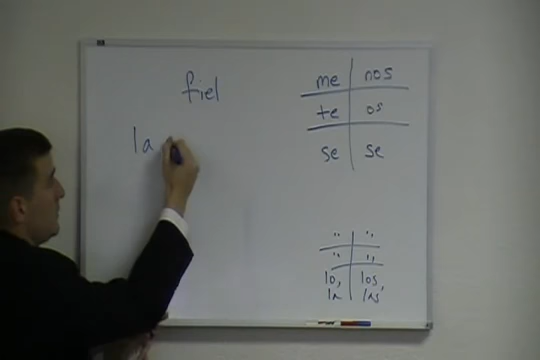 fiel
la
me nos
te os
se se
" "
" "
lo, los,
la las